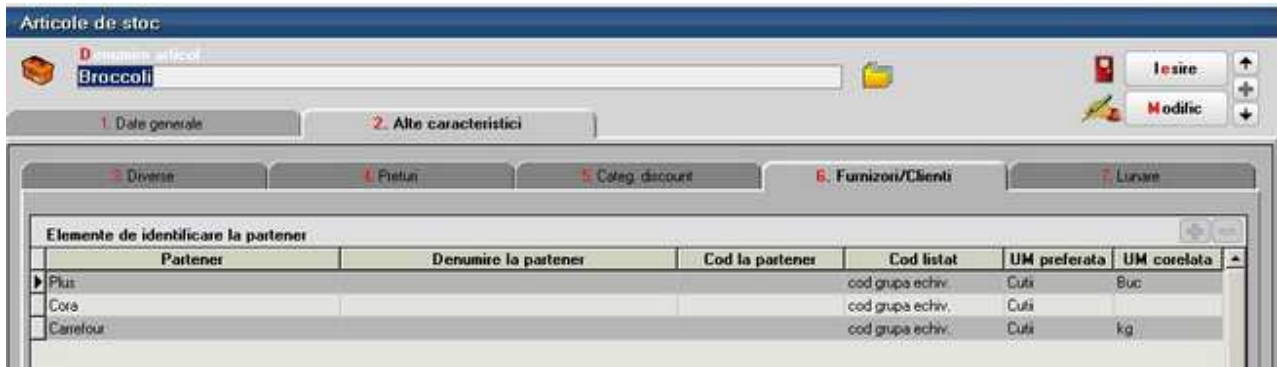 Articole de stoc
Denumire articol
Broccoli
Iesire
Modific
1. Date generale 2. Alte caracteristici
3. Diverse 4. Preturi 5. Categ. discount 6. Furnizori/Clienti 7. Lunare
Elemente de identificare la partener
Partener Denumire la partener Cod la partener Cod listat UM preferata UM corelata
Plus cod grupa echiv. Cutii Buc
Cora cod grupa echiv. Cutii
Carrefour cod grupa echiv. Cutii kg